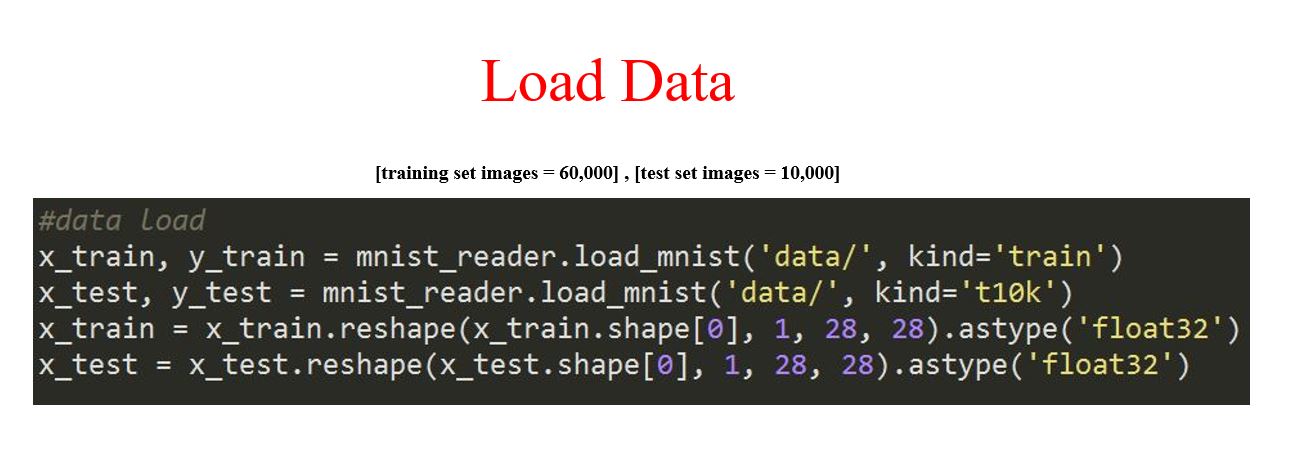 Load Data
[training set images = 60,000] , [test set images = 10,000]
#data load
x_train, y_train = mnist_reader.load_mnist('data/', kind='train')
x_test, y_test = mnist_reader.load_mnist('data/', kind='t10k')
x_train = x_train.reshape(x_train.shape[0], 1, 28, 28).astype('float32')
x_test = x_test.reshape(x_test.shape[0], 1, 28, 28).astype('float32')